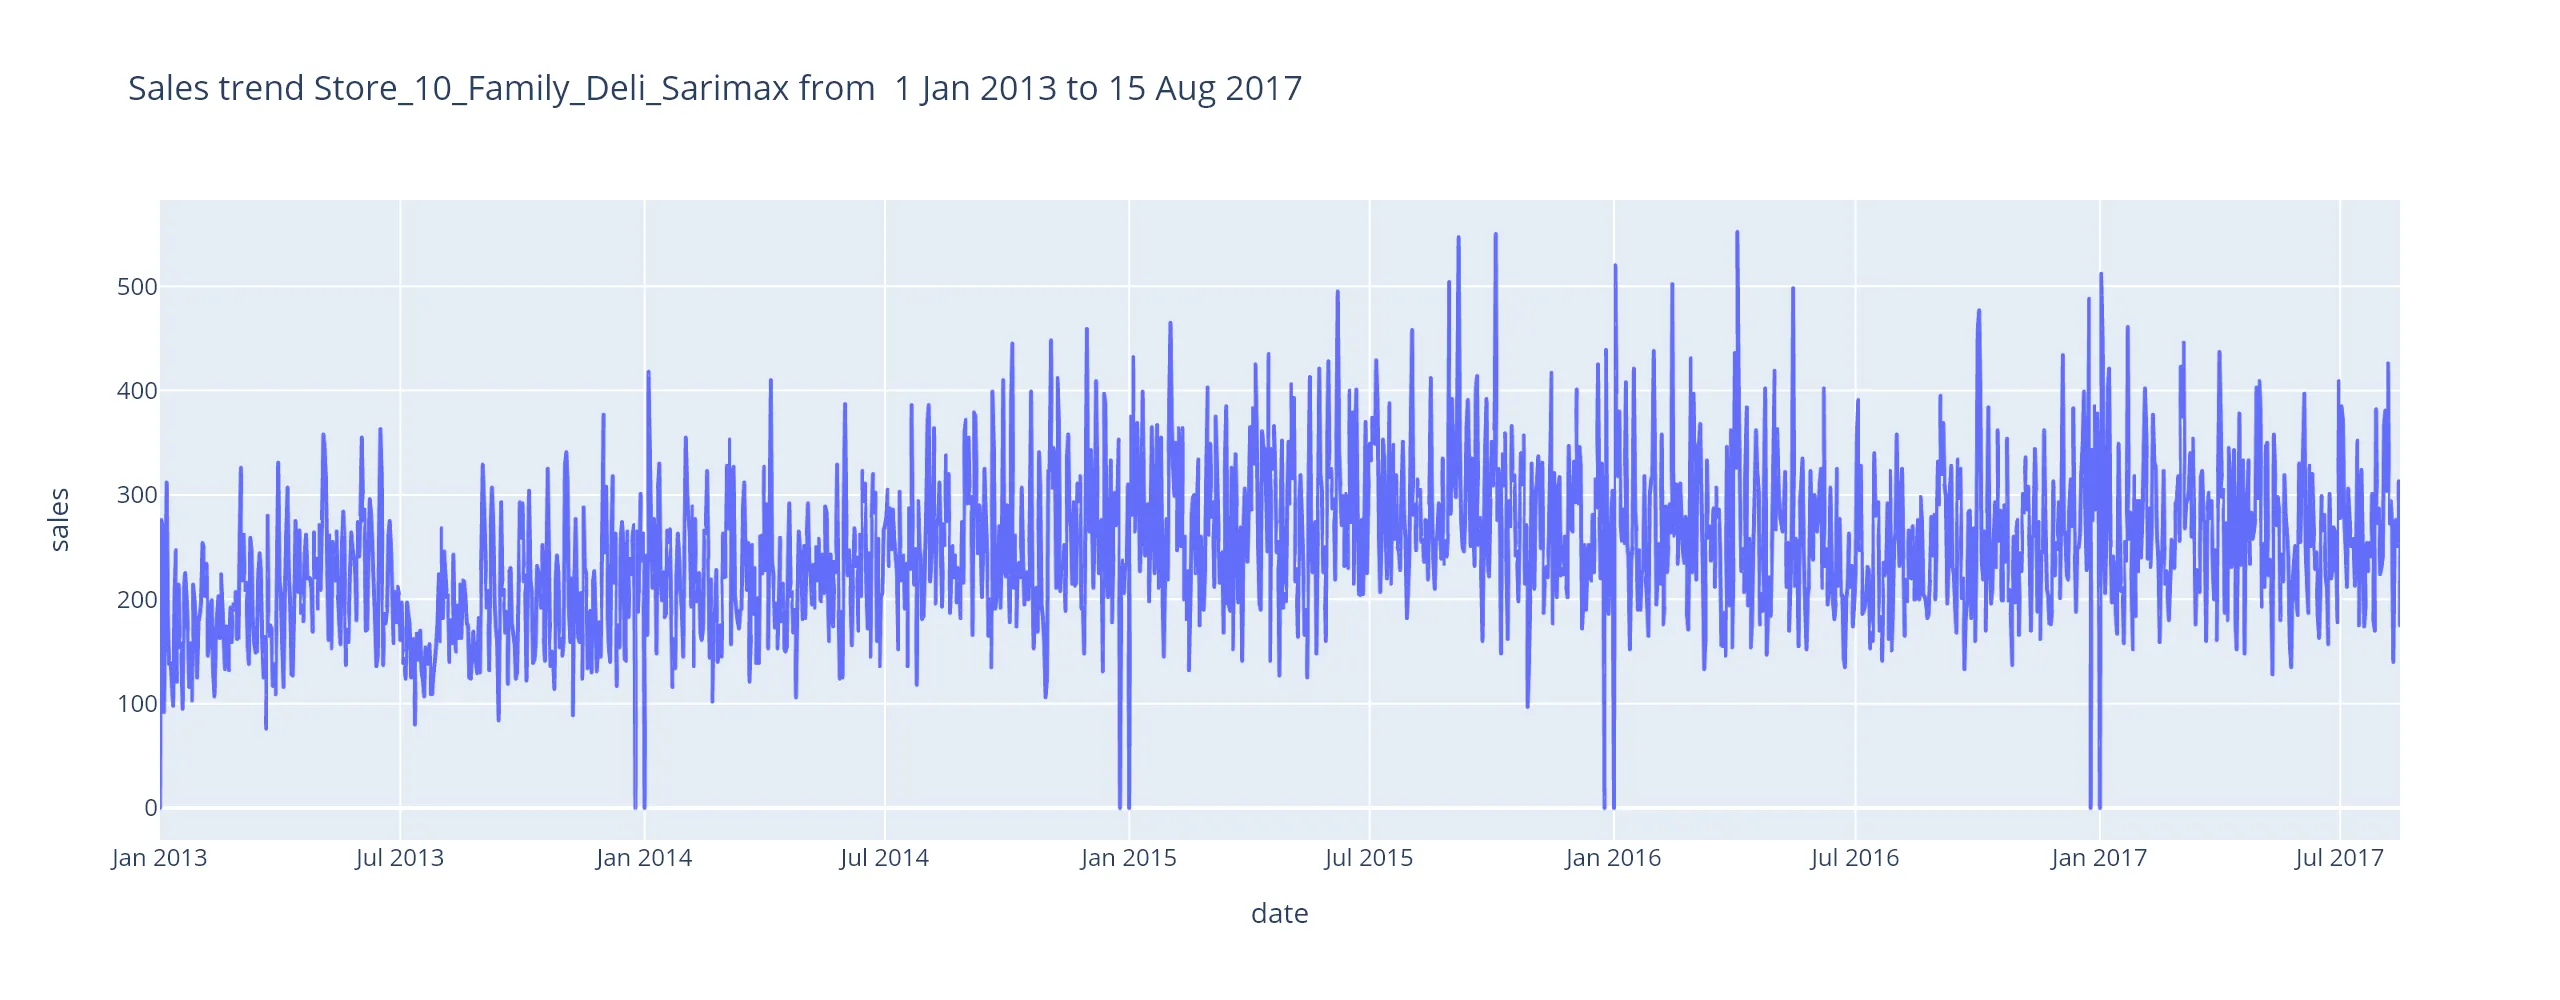 Sales trend Store_10_Family_Deli_Sarimax from  1 Jan 2013 to 15 Aug 2017
500
400
300
200
100
0
sales
Jan 2013 Jul 2013 Jan 2014 Jul 2014 Jan 2015 Jul 2015 Jan 2016 Jul 2016 Jan 2017 Jul 2017
date